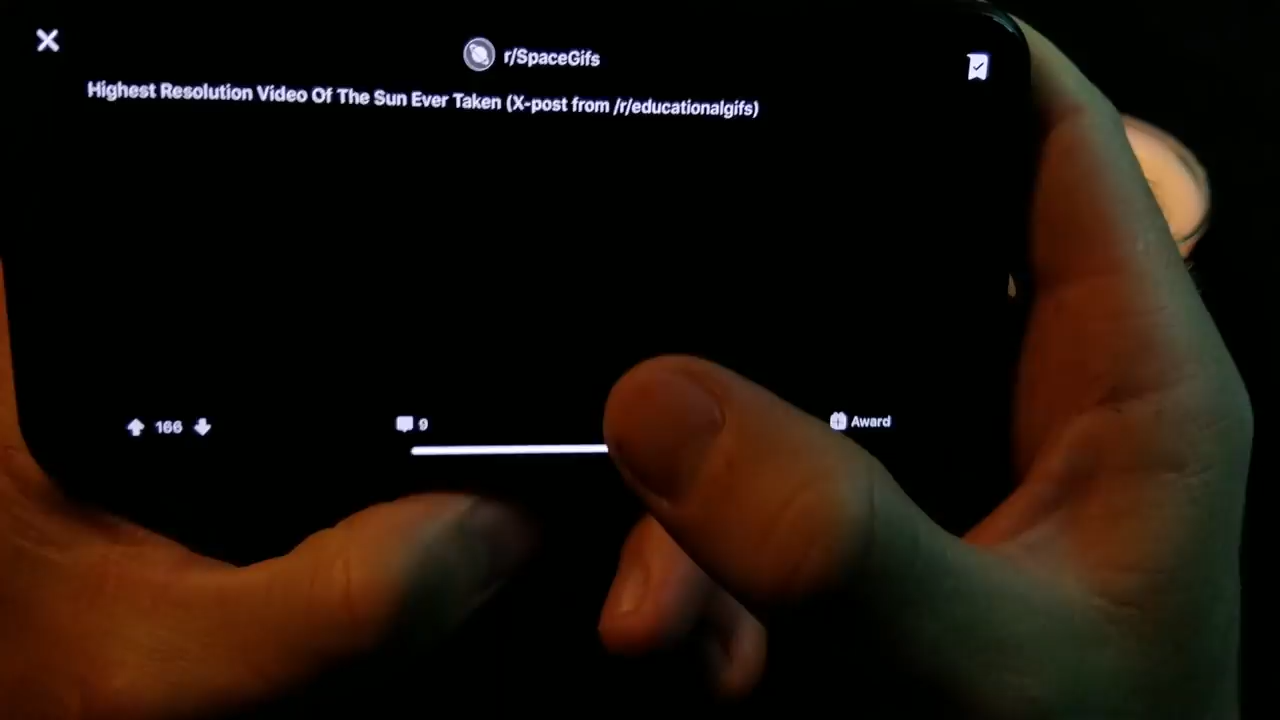 r/SpaceGifs
Highest Resolution Video Of The Sun Ever Taken (X-post from /r/educationalgifs)
166
9
Award